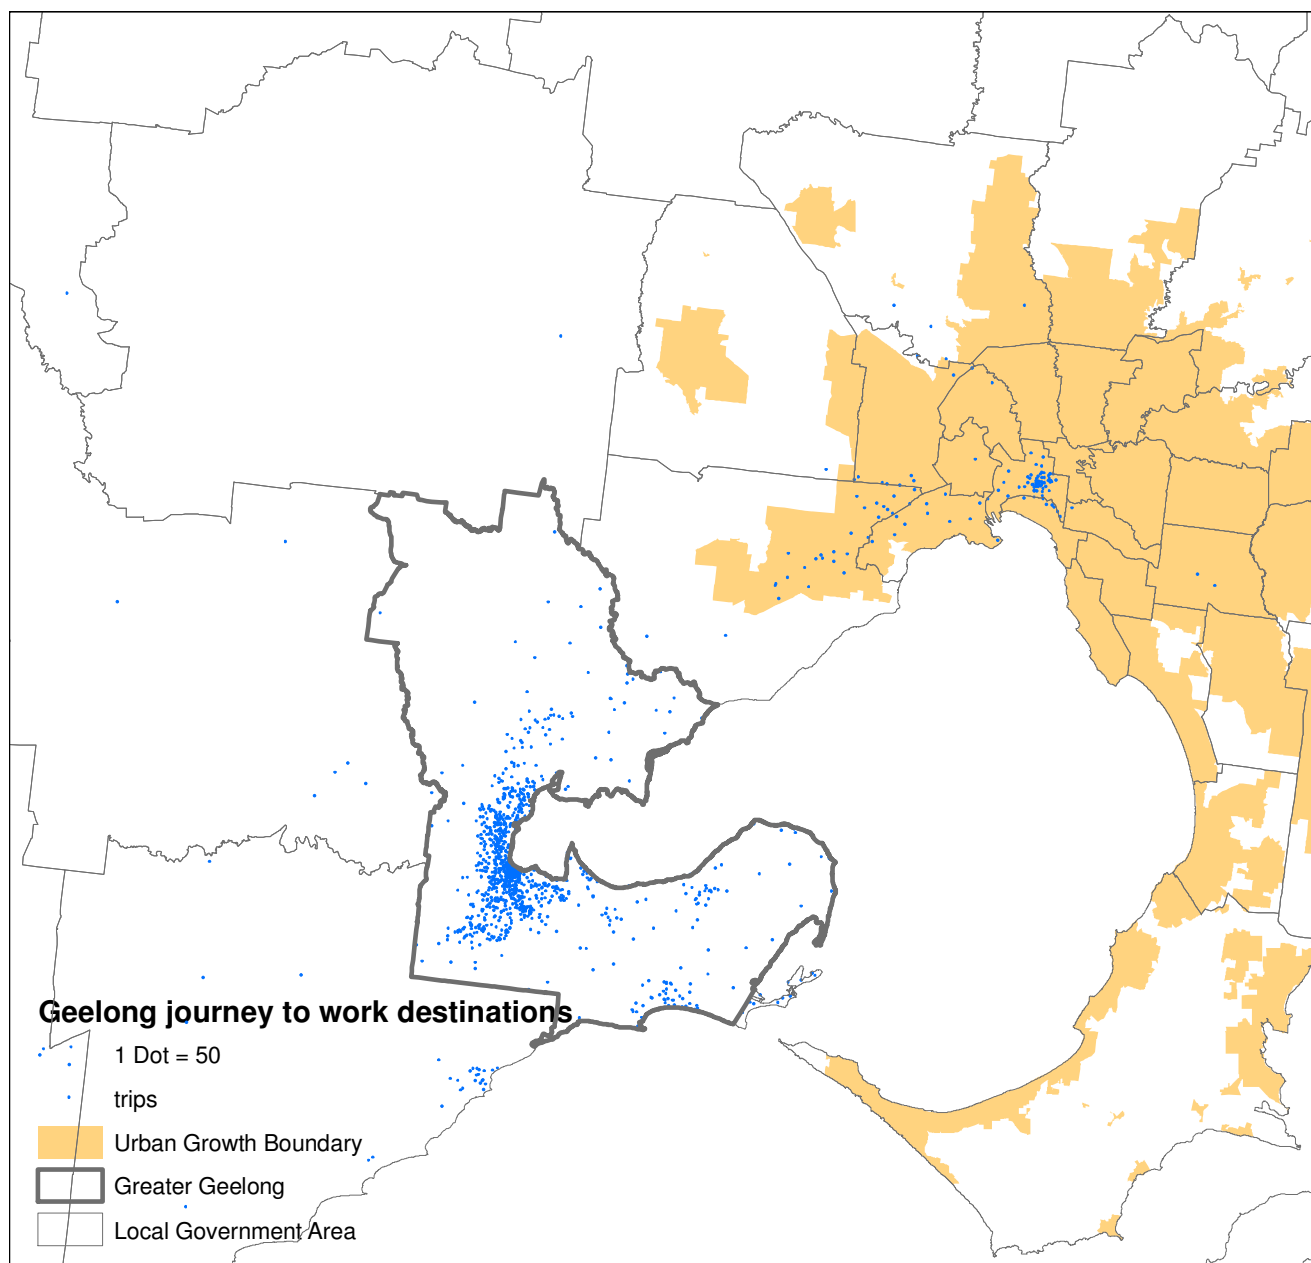 Geelong journey to work destinations
1 Dot = 50
trips
Urban Growth Boundary
Greater Geelong
Local Government Area